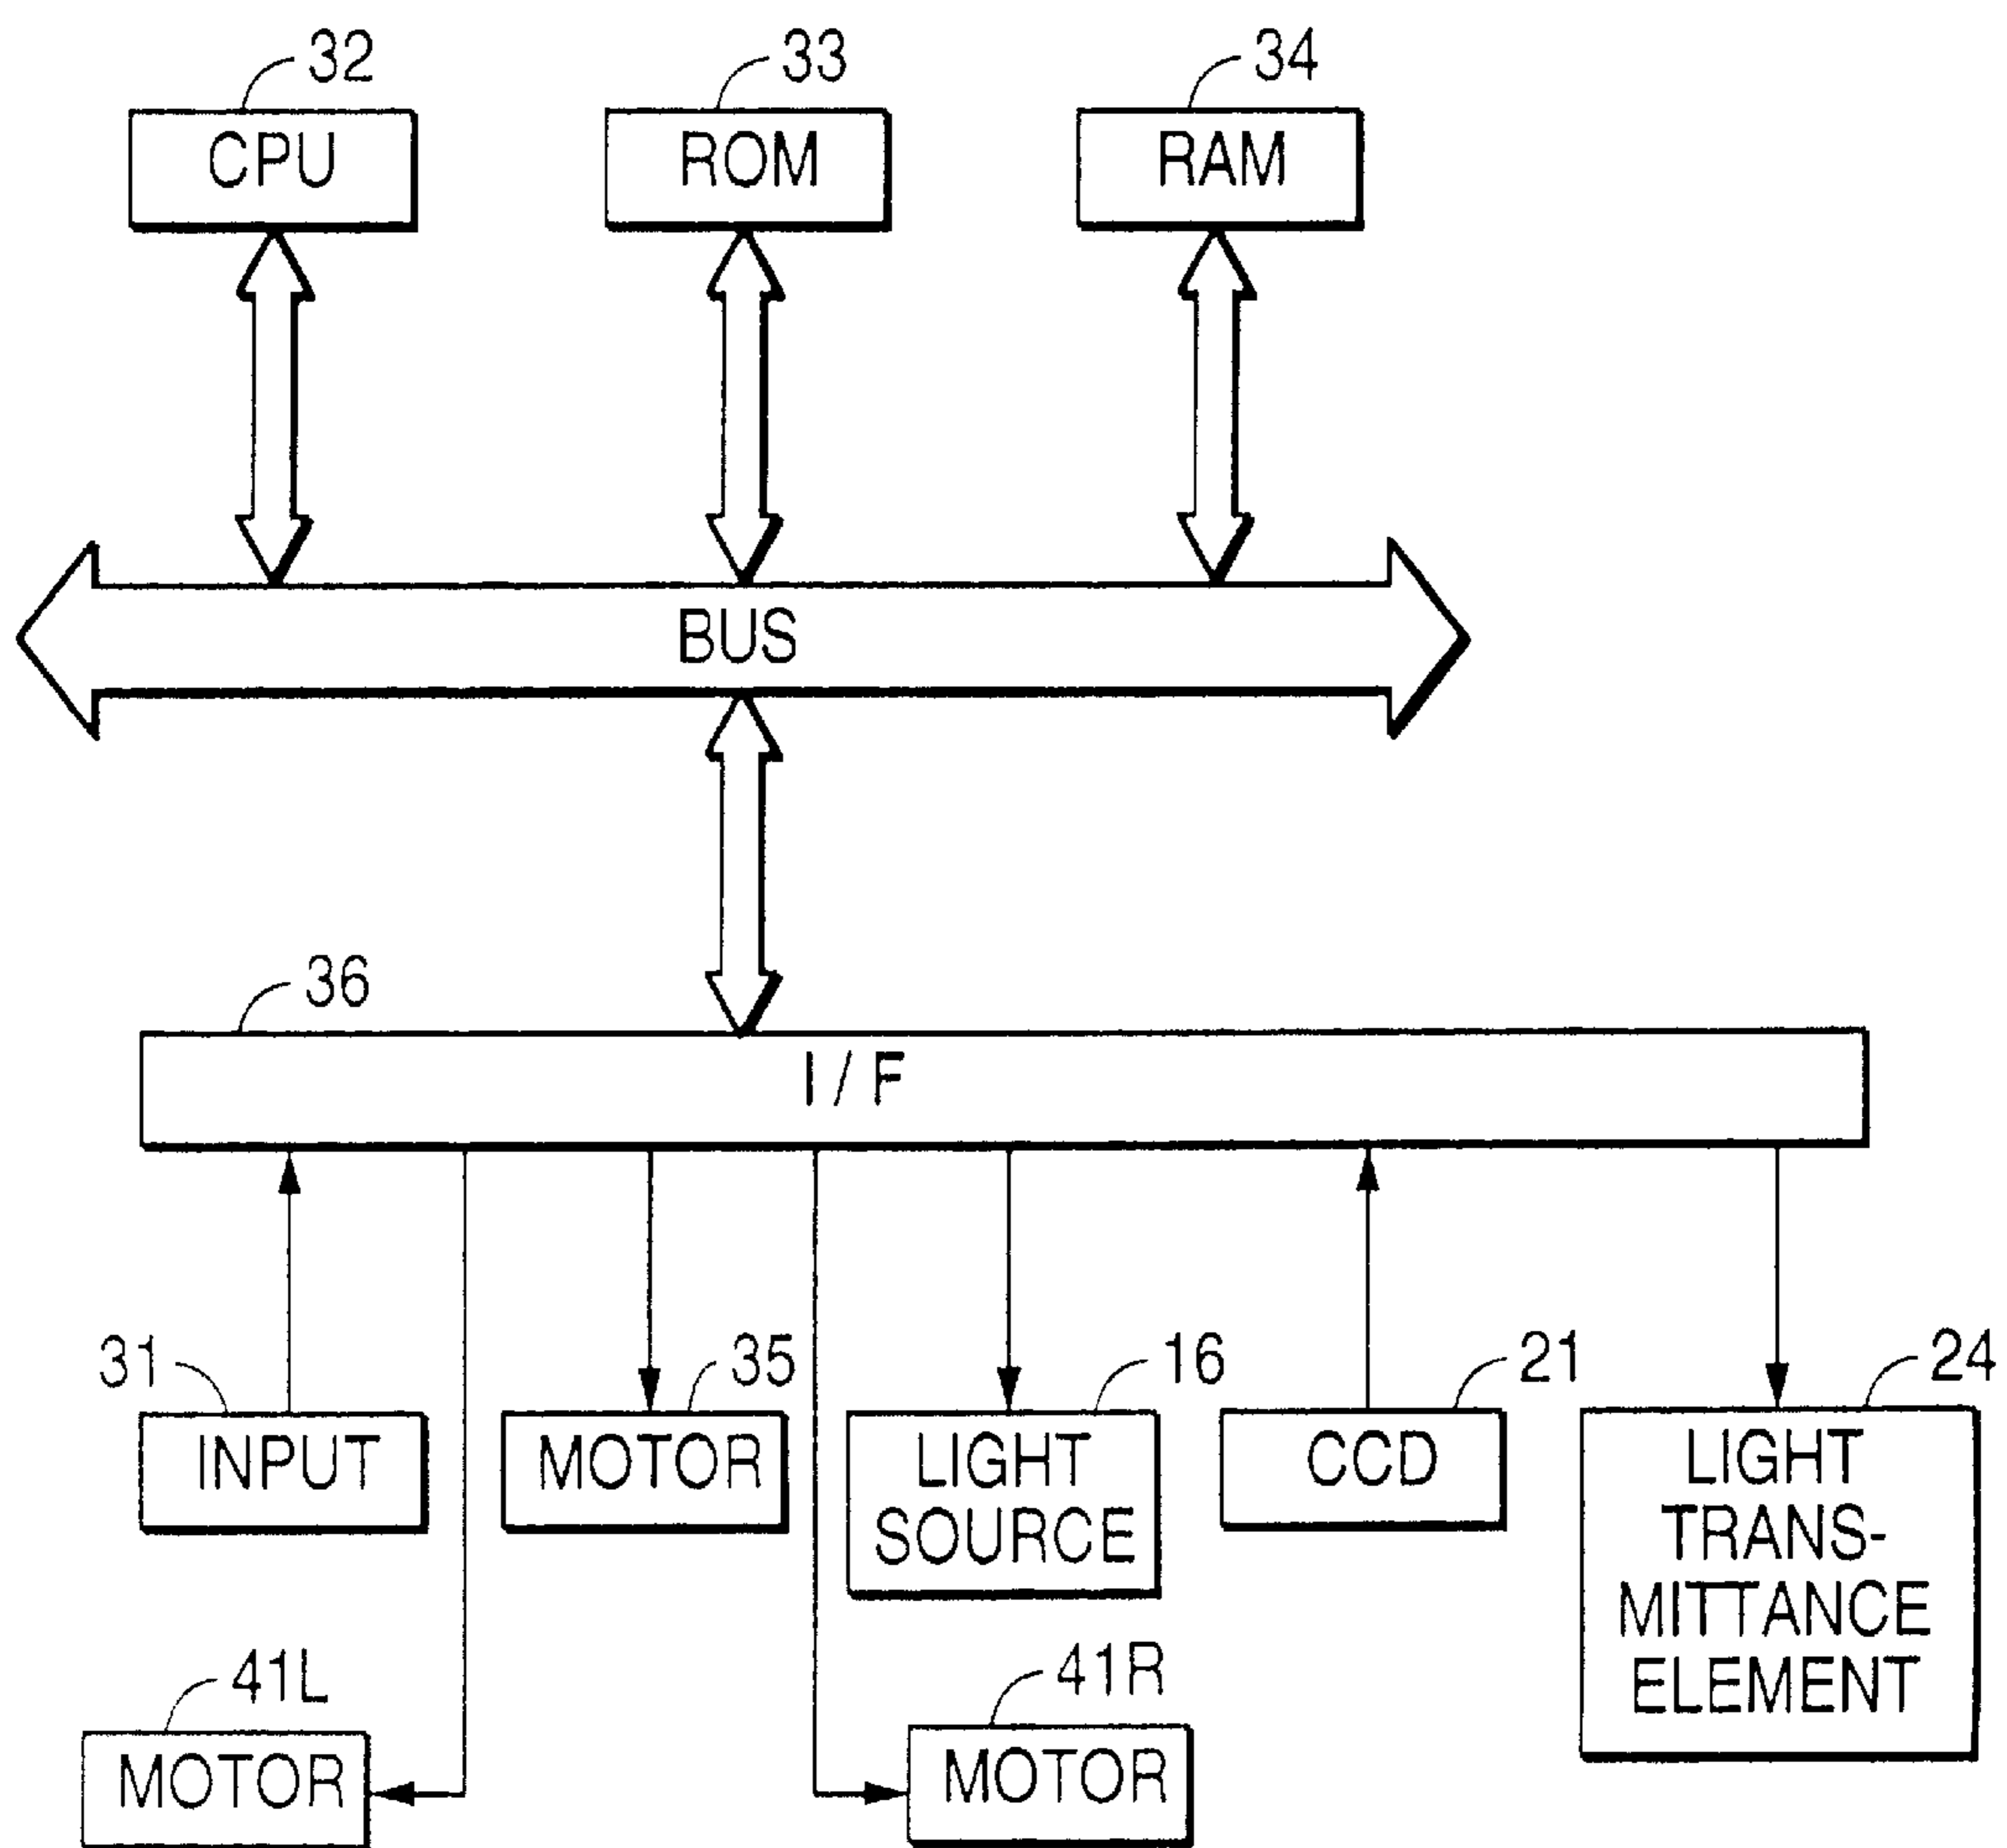 32
33
34
CPU
ROM
RAM
BUS
36
I / F
31
35
16
21
24
INPUT
MOTOR
LIGHT
SOURCE
CCD
LIGHT
TRANS-
MITTANCE
ELEMENT
41L
41R
MOTOR
MOTOR